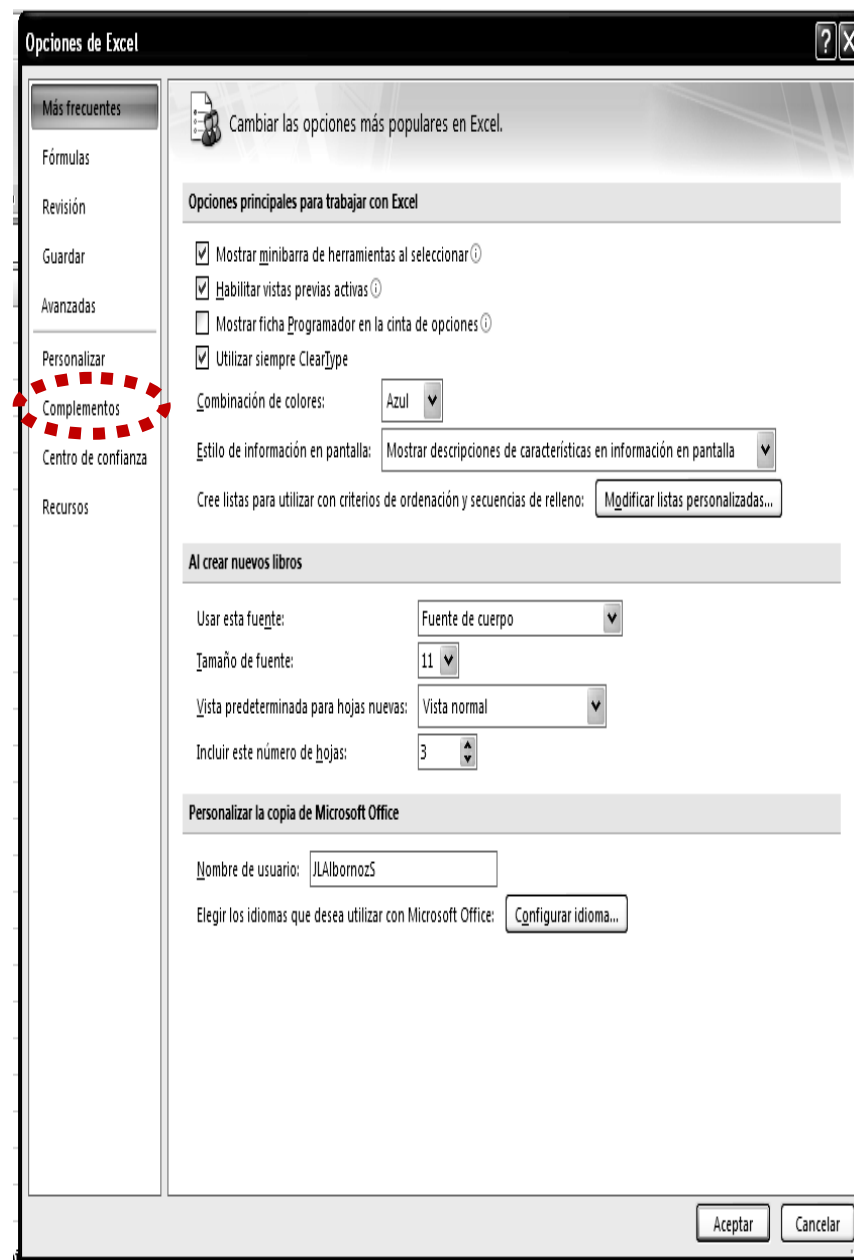 Opciones de Excel
Más frecuentes
Fórmulas
Revisión
Guardar
Avanzadas
Personalizar
Complementos
Centro de confianza
Recursos
Cambiar las opciones más populares en Excel.
Opciones principales para trabajar con Excel
Mostrar minibarra de herramientas al seleccionar
Habilitar vistas previas activas
Mostrar ficha Programador en la cinta de opciones
Utilizar siempre ClearType
Combinación de colores: Azul
Estilo de información en pantalla: Mostrar descripciones de características en información en pantalla
Cree listas para utilizar con criterios de ordenación y secuencias de relleno: Modificar listas personalizadas...
Al crear nuevos libros
Usar esta fuente: Fuente de cuerpo
Tamaño de fuente: 11
Vista predeterminada para hojas nuevas: Vista normal
Incluir este número de hojas: 3
Personalizar la copia de Microsoft Office
Nombre de usuario: JLAlbornozS
Elegir los idiomas que desea utilizar con Microsoft Office: Configurar idioma...
Aceptar Cancelar